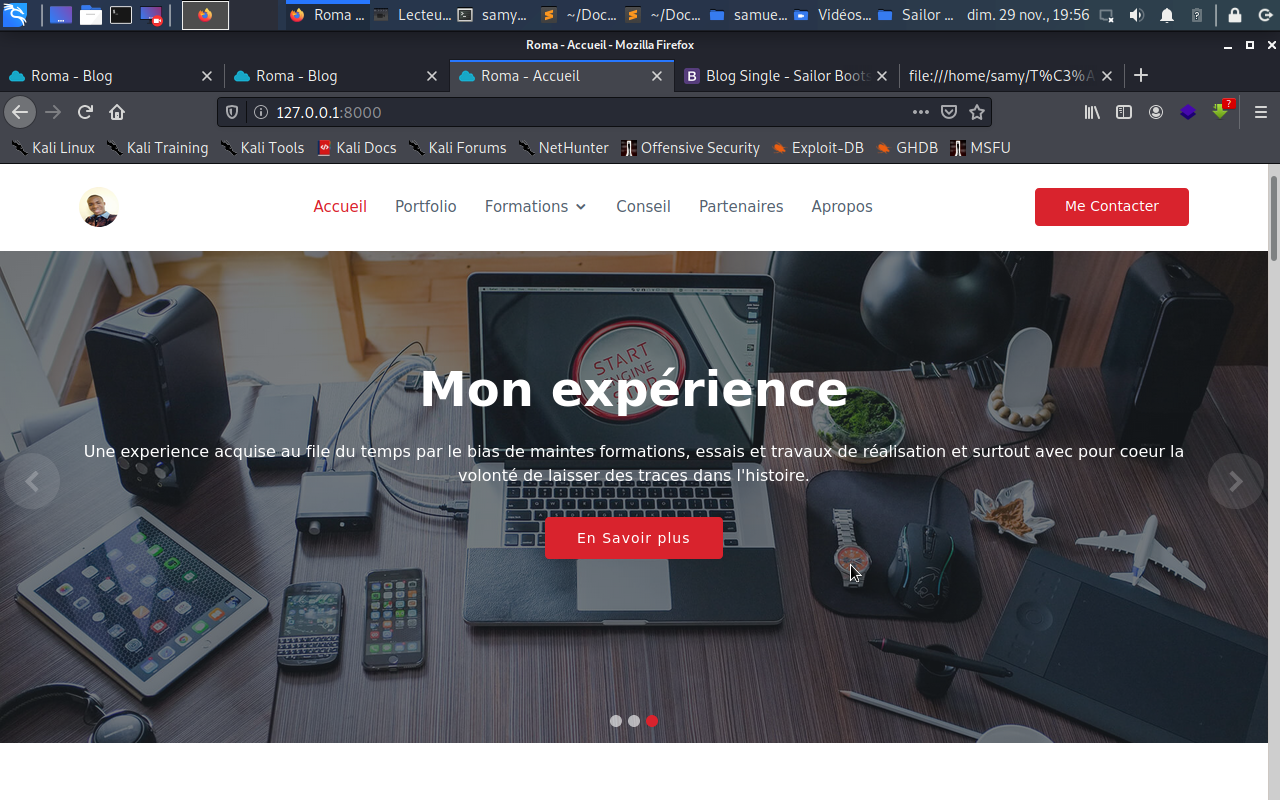 Roma ...
Lecteu...
samy...
~/Doc...
~/Doc...
samue...
Vidéos...
Sailor ...
dim. 29 nov., 19:56
Roma - Accueil - Mozilla Firefox
Roma - Blog
Roma - Blog
Roma - Accueil
Blog Single - Sailor Boots
file:///home/samy/T%C3%A
127.0.0.1:8000
?
Kali Linux
Kali Training
Kali Tools
Kali Docs
Kali Forums
NetHunter
Offensive Security
Exploit-DB
GHDB
MSFU
Accueil
Portfolio
Formations
Conseil
Partenaires
Apropos
Me Contacter
START
Mon expérience
Une experience acquise au file du temps par le bias de maintes formations, essais et travaux de réalisation et surtout avec pour coeur la
volonté de laisser des traces dans l'histoire.
En Savoir plus